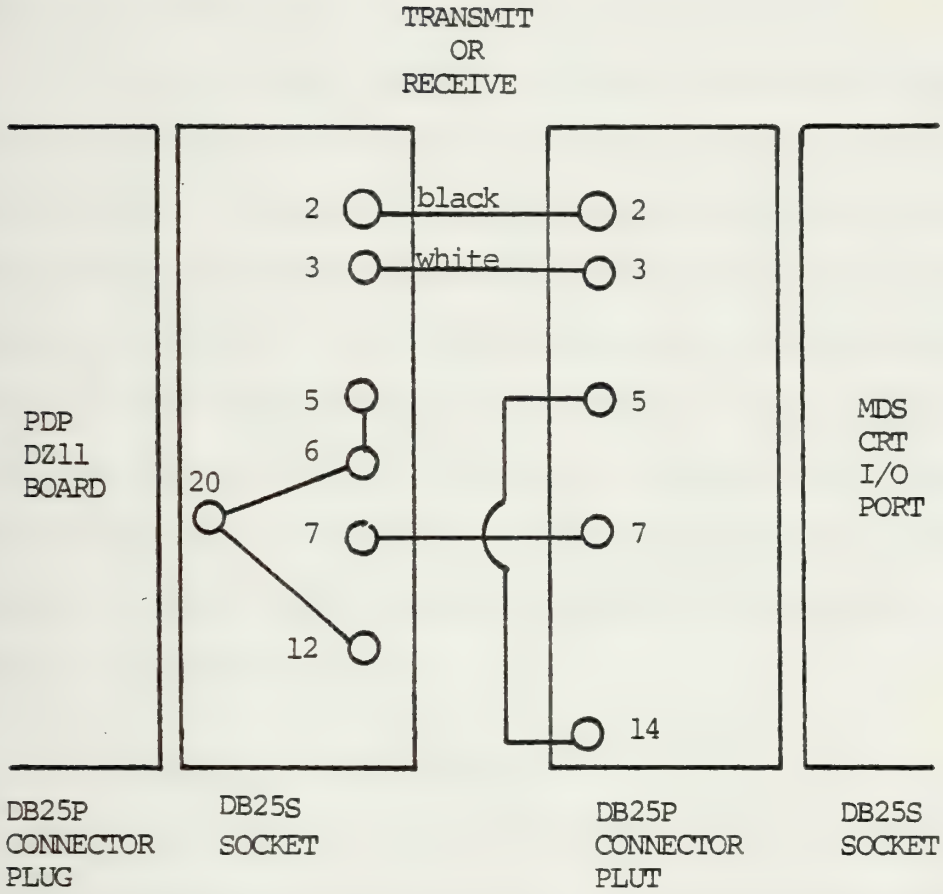 TRANSMIT
OR
RECEIVE
2
black
2
3
white
3
5
5
6
20
7
7
12
14
PDP
DZ11
BOARD
MDS
CRT
I/O
PORT
DB25P
CONNECTOR
PLUG
DB25S
SOCKET
DB25P
CONNECTOR
PLUT
DB25S
SOCKET